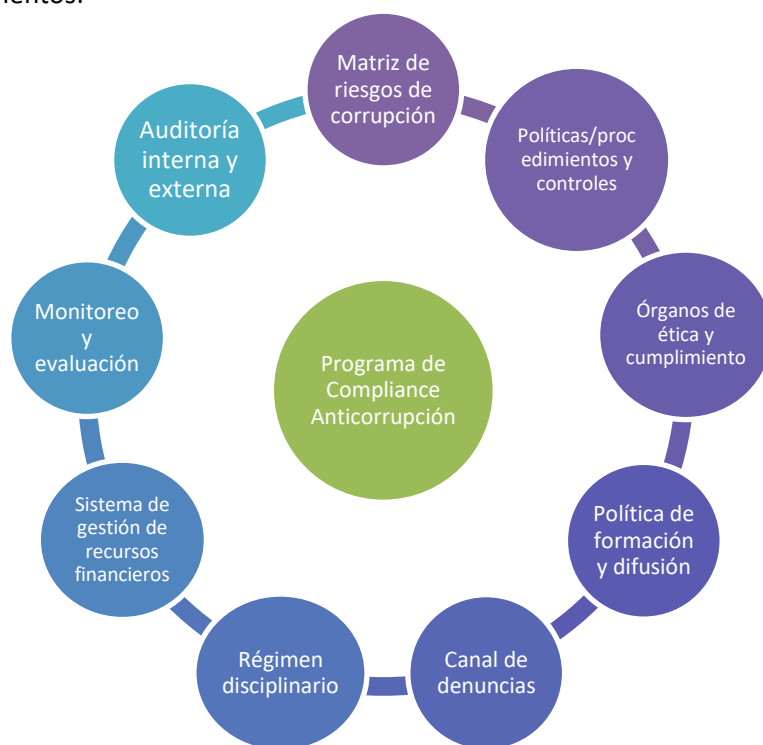 Matriz de
riesgos de
corrupción
Políticas/proc
edimientos y
controles
Órganos de
ética y
cumplimiento
Política de
formación
y difusión
Canal de
denuncias
Régimen
disciplinario
Sistema de
gestión de
recursos
financieros
Monitoreo
y
evaluación
Auditoría
interna y
externa
Programa de
Compliance
Anticorrupción